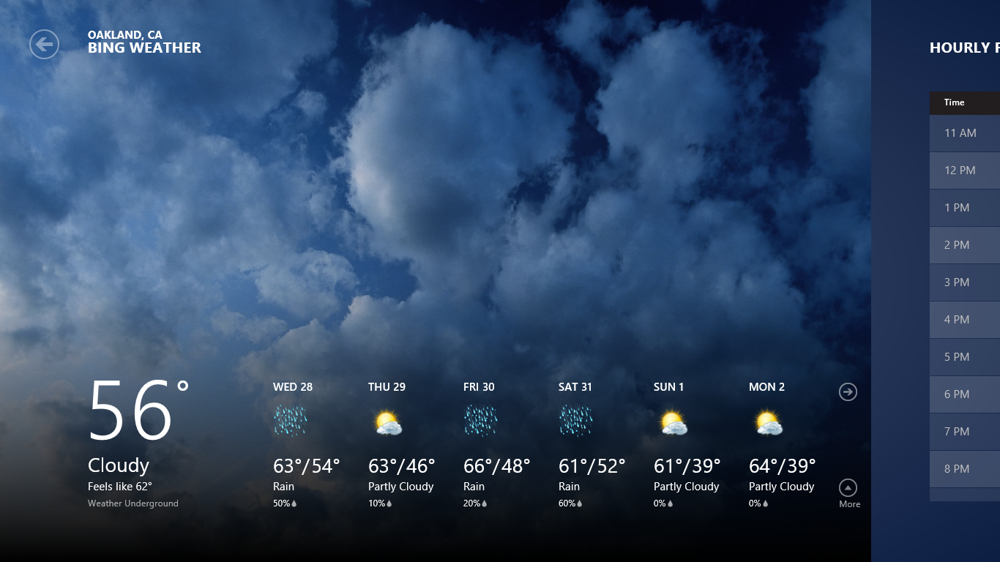 OAKLAND, CA
BING WEATHER
56°
Cloudy
Feels like 62°
Weather Underground
WED 28
63°/54°
Rain
50%
THU 29
63°/46°
Partly Cloudy
10%
FRI 30
66°/48°
Rain
20%
SAT 31
61°/52°
Rain
60%
SUN 1
61°/39°
Partly Cloudy
0%
MON 2
64°/39°
Partly Cloudy
0%
More
HOURLY F
Time
11 AM
12 PM
1 PM
2 PM
3 PM
4 PM
5 PM
6 PM
7 PM
8 PM